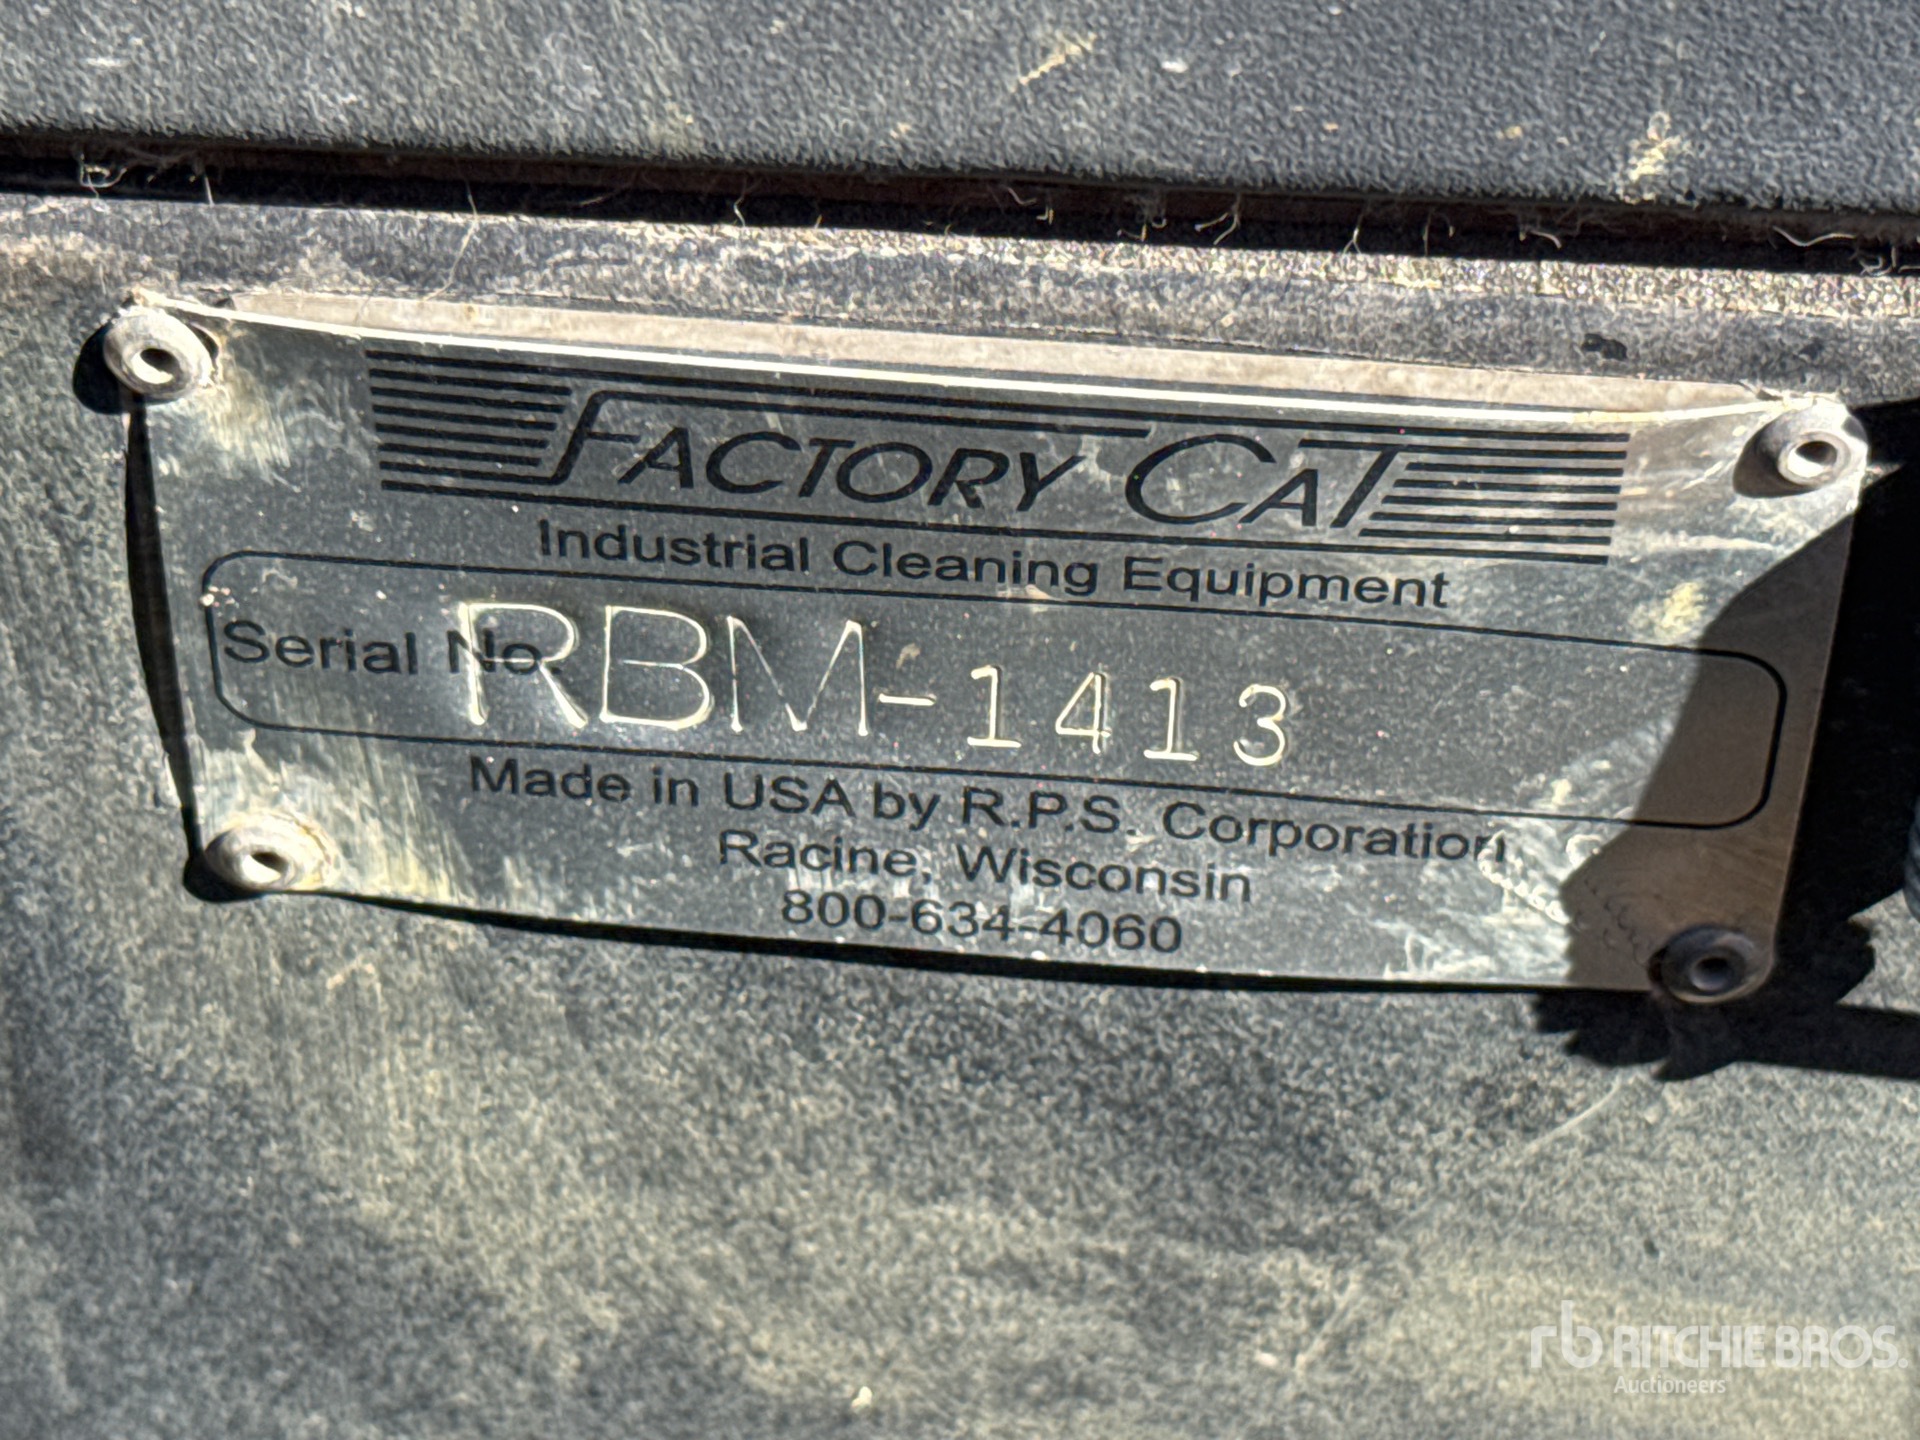 FACTORY CAT
Industrial Cleaning Equipment
Serial No. RBM-1413
Made in USA by R.P.S. Corporation
Racine, Wisconsin
800-634-4060
rb RITCHIE BROS.
Auctioneers